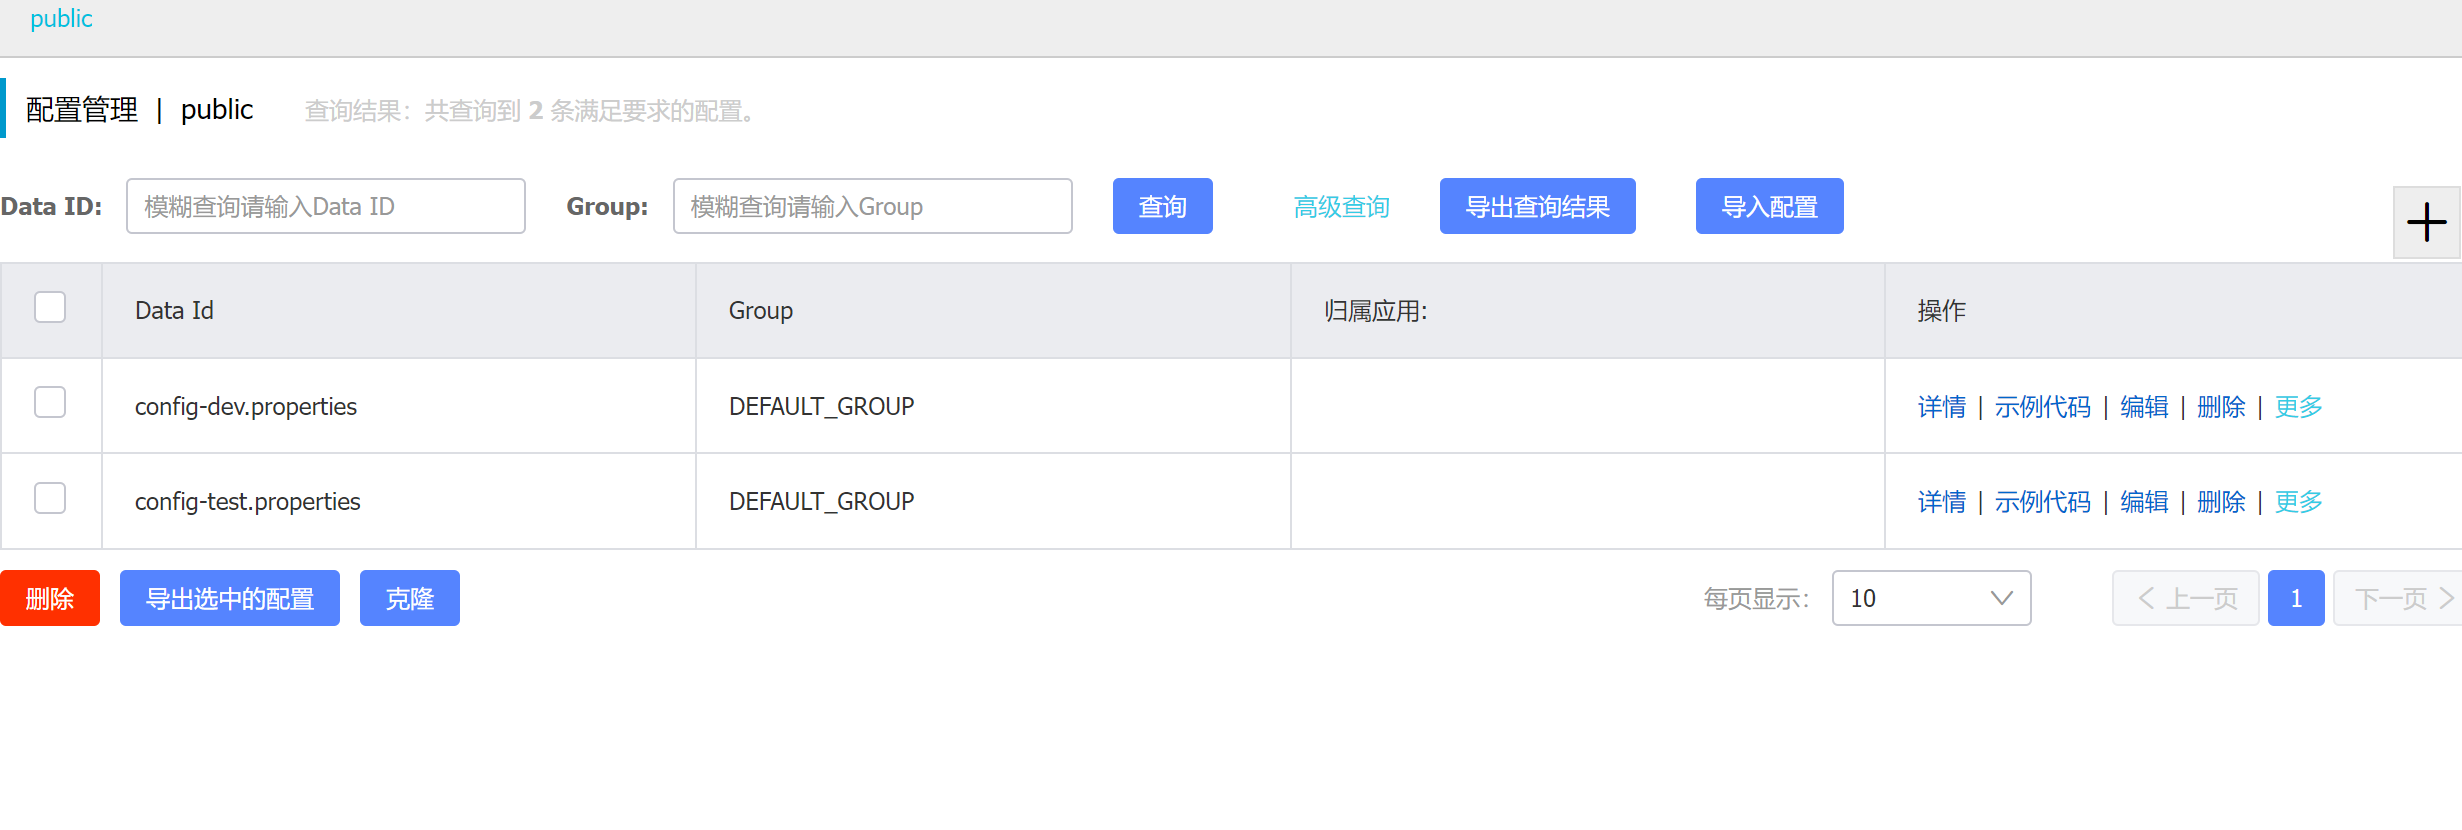 public
配置管理 | public 查询结果：共查询到 2 条满足要求的配置。
Data ID: 模糊查询请输入Data ID Group: 模糊查询请输入Group 查询 高级查询 导出查询结果 导入配置
Data Id Group 归属应用: 操作
config-dev.properties DEFAULT_GROUP 详情 | 示例代码 | 编辑 | 删除 | 更多
config-test.properties DEFAULT_GROUP 详情 | 示例代码 | 编辑 | 删除 | 更多
删除 导出选中的配置 克隆 每页显示： 10 上一页 1 下一页